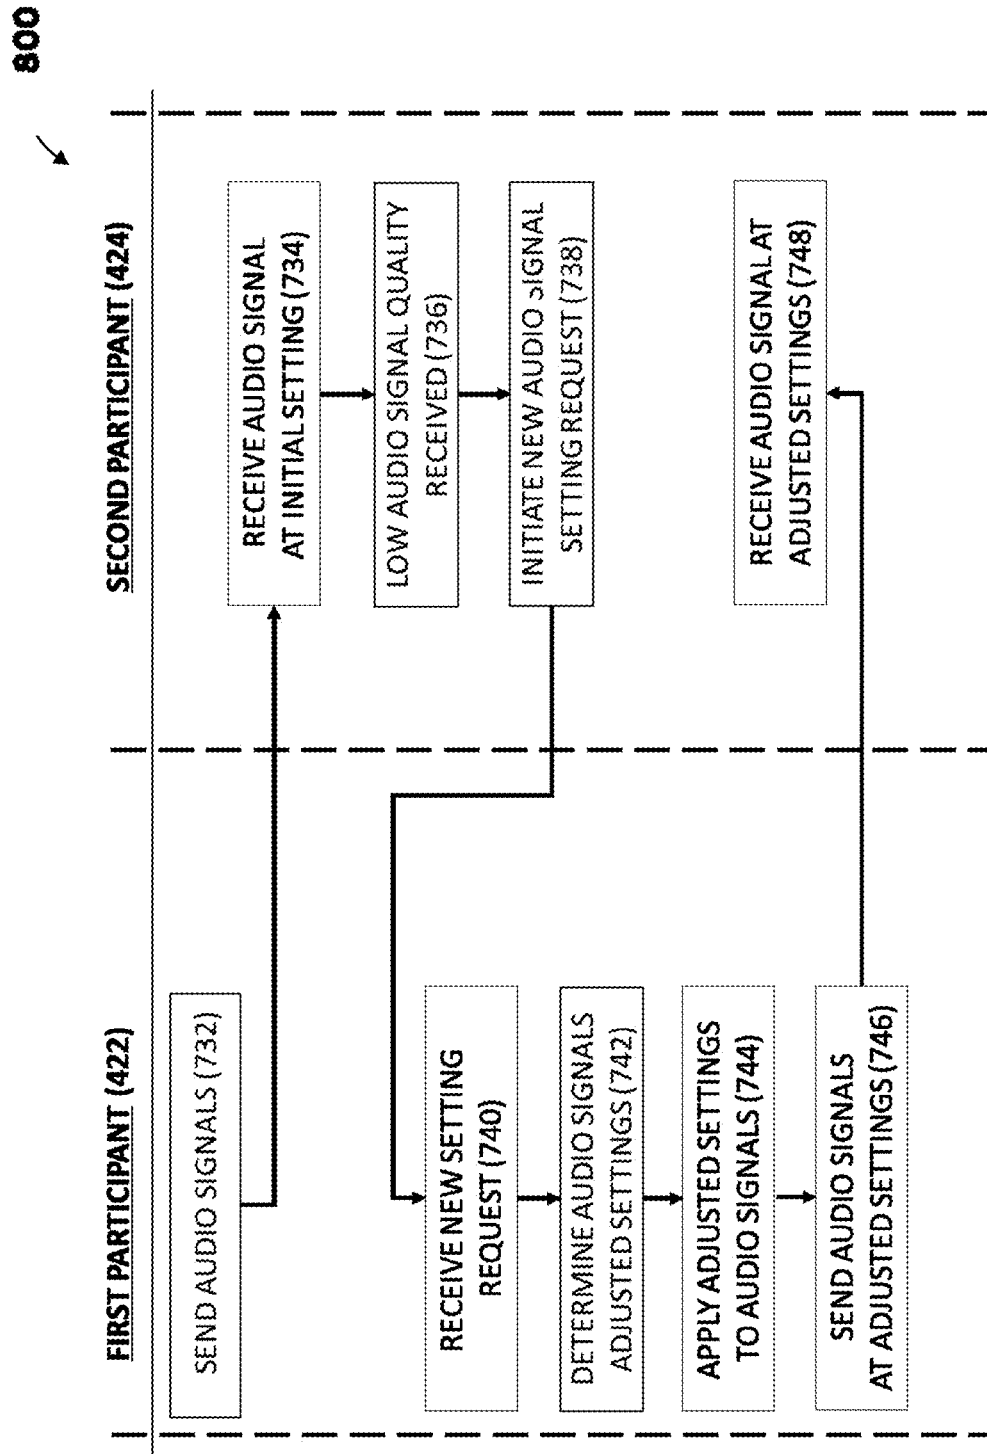 800
FIRST PARTICIPANT (422)
SECOND PARTICIPANT (424)
SEND AUDIO SIGNALS (732)
RECEIVE AUDIO SIGNAL
AT INITIAL SETTING (734)
LOW AUDIO SIGNAL QUALITY
RECEIVED (736)
INITIATE NEW AUDIO SIGNAL
SETTING REQUEST (738)
RECEIVE NEW SETTING
REQUEST (740)
DETERMINE AUDIO SIGNALS
ADJUSTED SETTINGS (742)
APPLY ADJUSTED SETTINGS
TO AUDIO SIGNALS (744)
SEND AUDIO SIGNALS
AT ADJUSTED SETTINGS (746)
RECEIVE AUDIO SIGNAL AT
ADJUSTED SETTINGS (748)